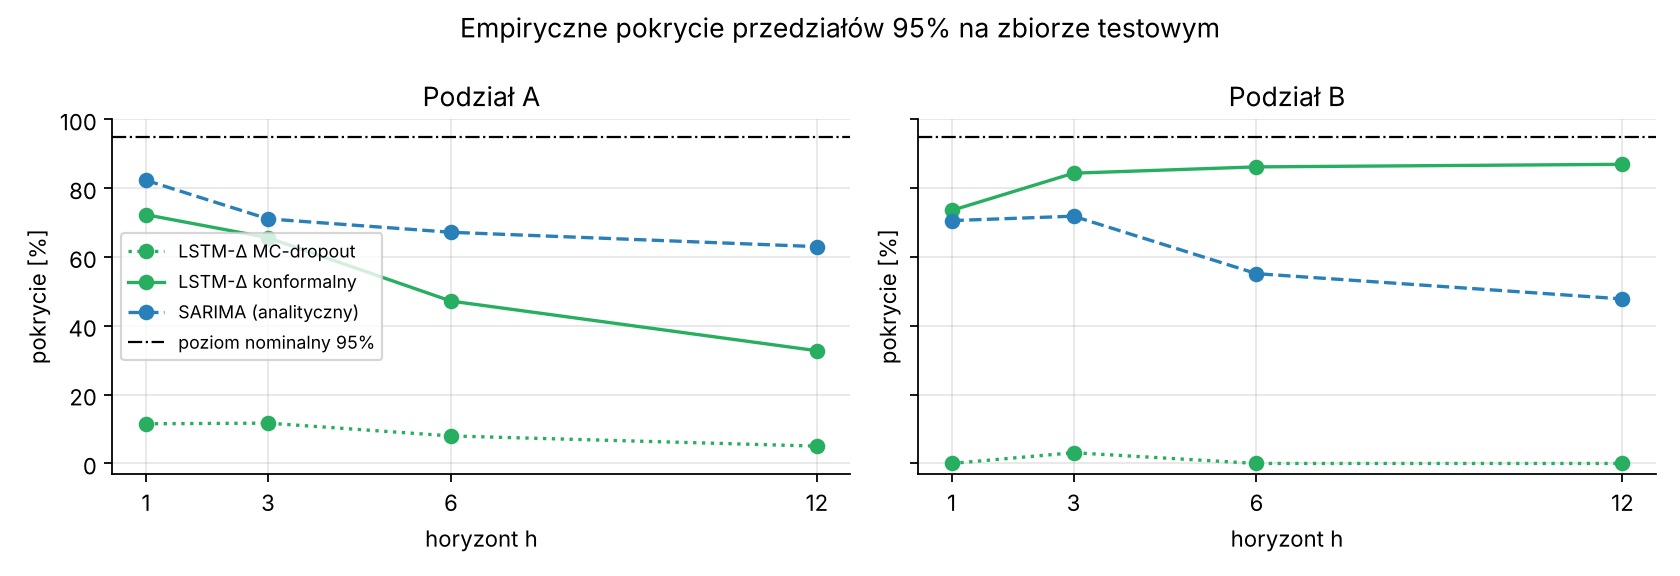 Empiryczne pokrycie przedziałów 95% na zbiorze testowym
Podział A
pokrycie [%]
100
80
60
40
20
0
LSTM-Δ MC-dropout
LSTM-Δ konformalny
SARIMA (analityczny)
poziom nominalny 95%
1 3 6 12
horyzont h
Podział B
pokrycie [%]
1 3 6 12
horyzont h